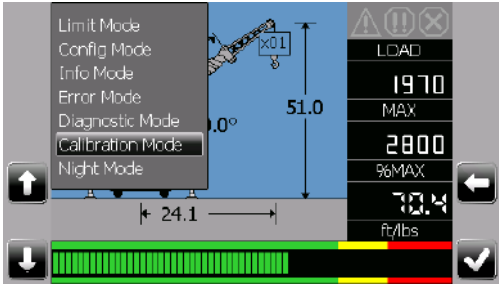 Limit Mode
Config Mode
Info Mode
Error Mode
Diagnostic Mode
Calibration Mode
Night Mode
x01
51.0
.0°
24.1
LOAD
1970
MAX
2800
%MAX
70.4
ft/lbs